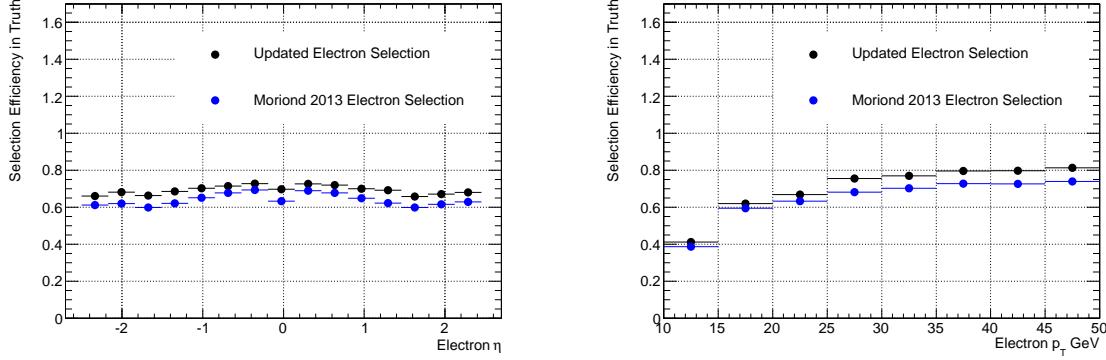 Selection Efficiency in Truth
1.6
1.4
1.2
1
0.8
0.6
0.4
0.2
0
Updated Electron Selection
Moriond 2013 Electron Selection
-2 -1 0 1 2
Electron η
Selection Efficiency in Truth
1.6
1.4
1.2
1
0.8
0.6
0.4
0.2
0
Updated Electron Selection
Moriond 2013 Electron Selection
10 15 20 25 30 35 40 45 50
Electron p_T GeV